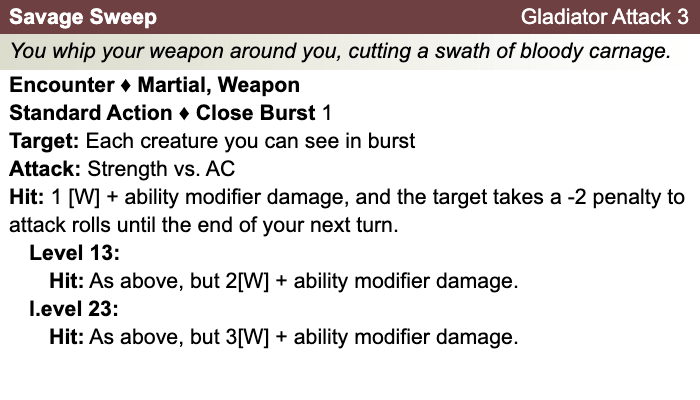 Savage Sweep Gladiator Attack 3
You whip your weapon around you, cutting a swath of bloody carnage.
Encounter ♦ Martial, Weapon
Standard Action ♦ Close Burst 1
Target: Each creature you can see in burst
Attack: Strength vs. AC
Hit: 1 [W] + ability modifier damage, and the target takes a -2 penalty to
attack rolls until the end of your next turn.
Level 13:
Hit: As above, but 2[W] + ability modifier damage.
I.evel 23:
Hit: As above, but 3[W] + ability modifier damage.